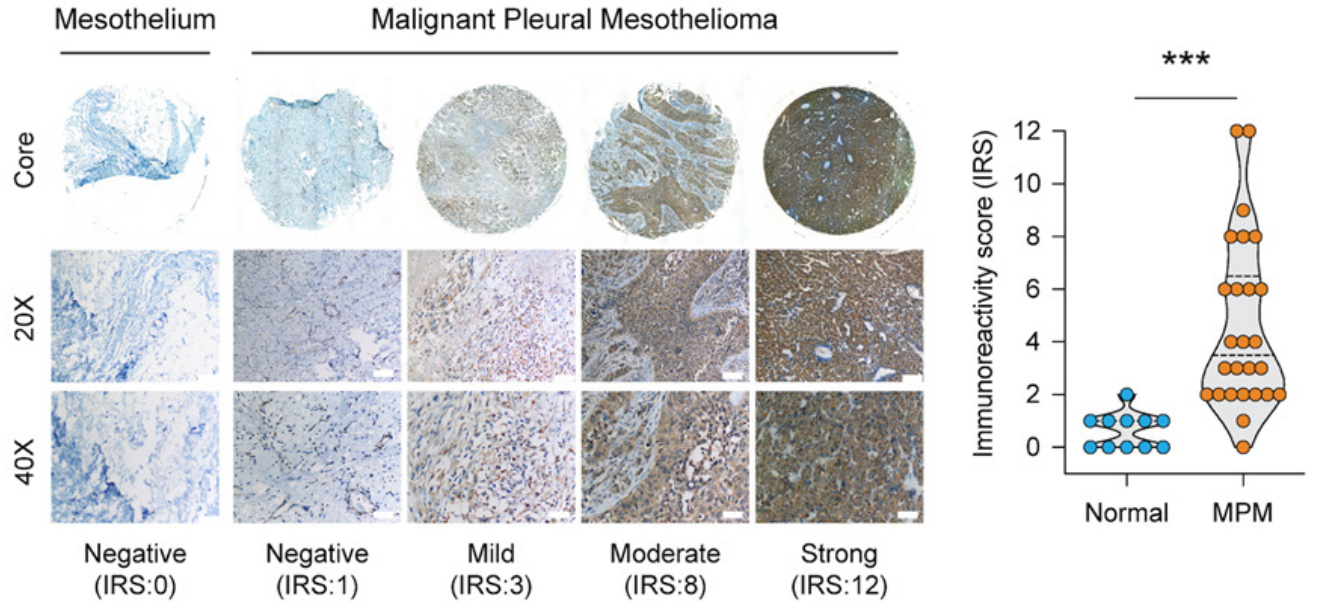 Mesothelium
Malignant Pleural Mesothelioma
Core
20X
40X
Negative
(IRS:0)
Negative
(IRS:1)
Mild
(IRS:3)
Moderate
(IRS:8)
Strong
(IRS:12)
***
Immunoreactivity score (IRS)
12
10
8
6
4
2
0
Normal
MPM